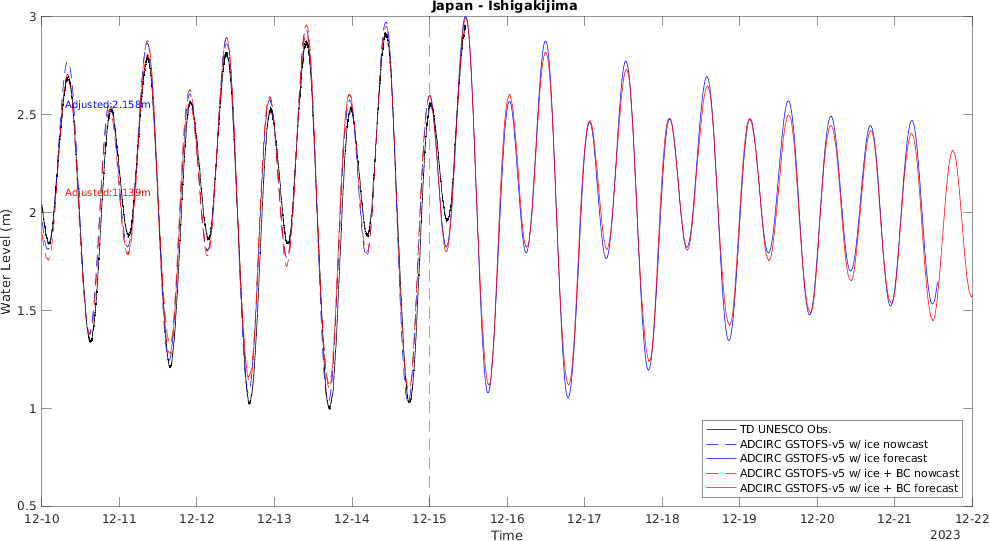 Japan - Ishigakijima
3
2.5
2
1.5
1
0.5
Water Level (m)
Adjusted:2.158m
Adjusted:1.139m
TD UNESCO Obs.
ADCIRC GSTOFS-v5 w/ ice nowcast
ADCIRC GSTOFS-v5 w/ ice forecast
ADCIRC GSTOFS-v5 w/ ice + BC nowcast
ADCIRC GSTOFS-v5 w/ ice + BC forecast
12-10 12-11 12-12 12-13 12-14 12-15 12-16 12-17 12-18 12-19 12-20 12-21 12-22
Time
2023